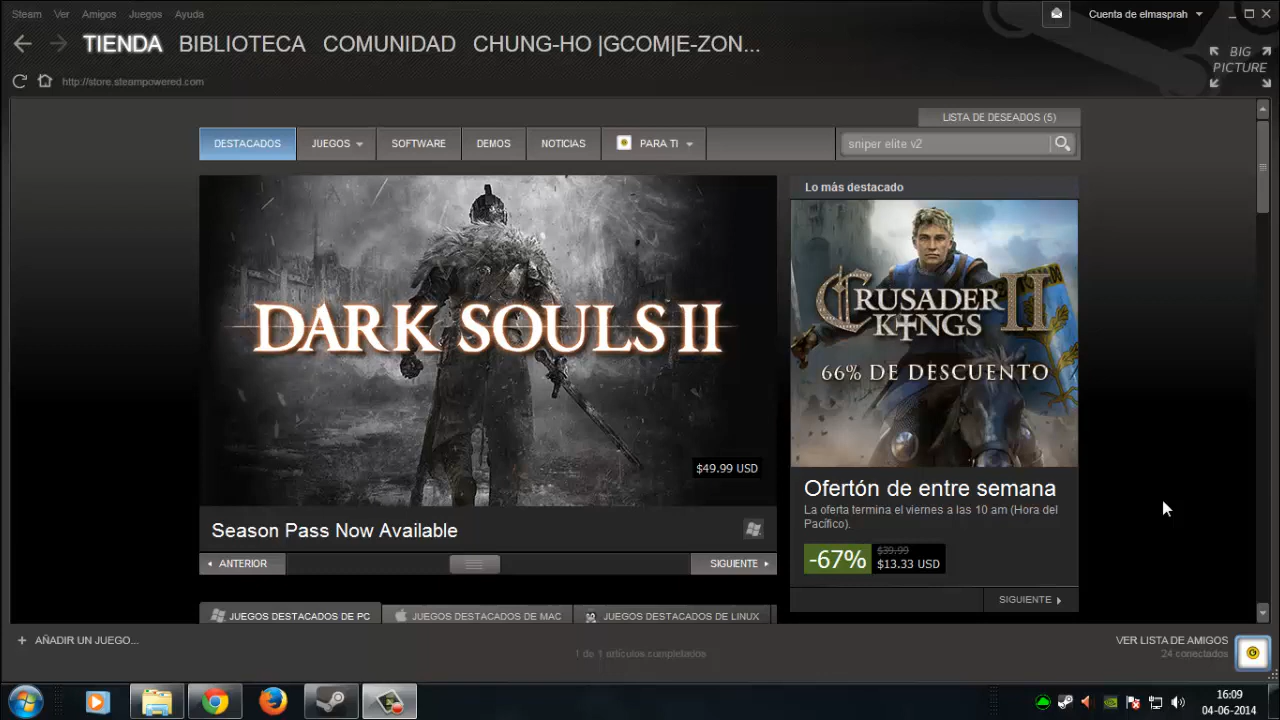 Steam Ver Amigos Juegos Ayuda
Cuenta de elmasprah
TIENDA BIBLIOTECA COMUNIDAD CHUNG-HO |GCOM|E-ZON...
BIG
PICTURE
http://store.steampowered.com
LISTA DE DESEADOS (5)
DESTACADOS JUEGOS SOFTWARE DEMOS NOTICIAS PARA TI
sniper elite v2
Lo más destacado
DARK SOULS II
$49.99 USD
Season Pass Now Available
ANTERIOR SIGUIENTE
CRUSADER KINGS II
66% DE DESCUENTO
Ofertón de entre semana
La oferta termina el viernes a las 10 am (Hora del
Pacífico).
-67% $39.99
$13.33 USD
SIGUIENTE
JUEGOS DESTACADOS DE PC JUEGOS DESTACADOS DE MAC JUEGOS DESTACADOS DE LINUX
+ AÑADIR UN JUEGO...
1 de 1 artículos completados
VER LISTA DE AMIGOS
24 conectados
16:09
04-06-2014